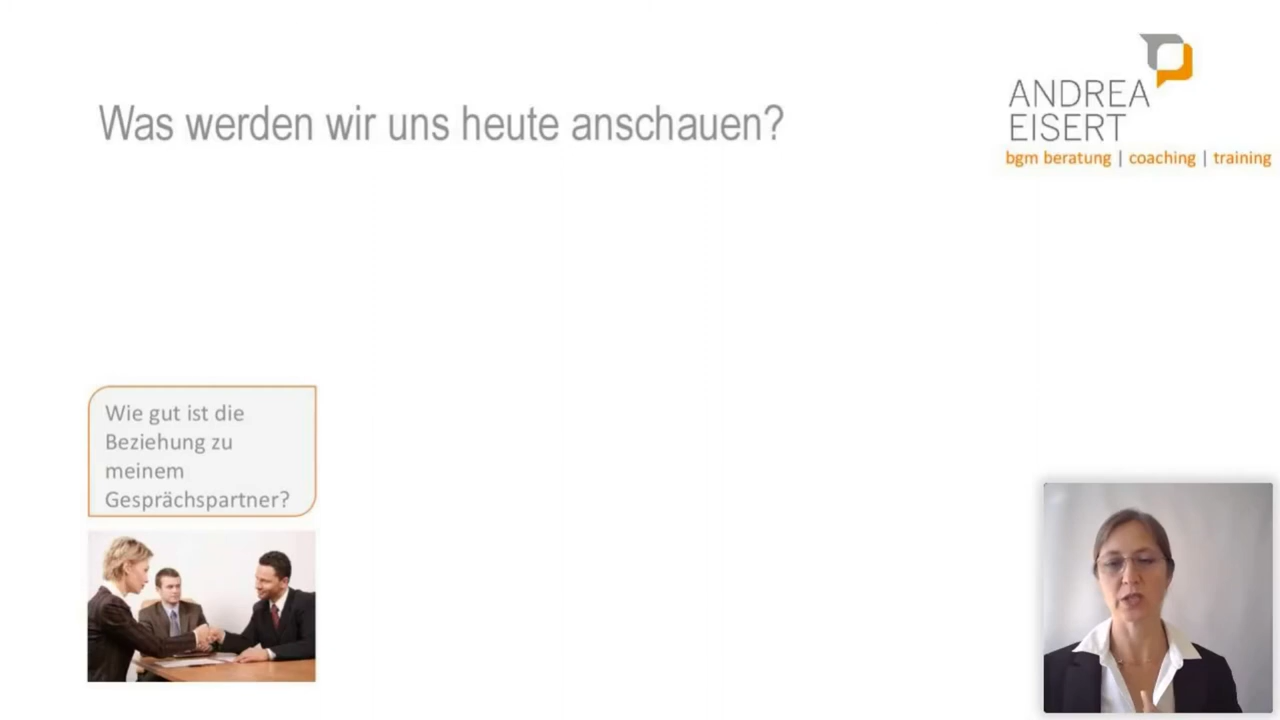 Was werden wir uns heute anschauen?
ANDREA
EISERT
bgm beratung | coaching | training
Wie gut ist die
Beziehung zu
meinem
Gesprächspartner?